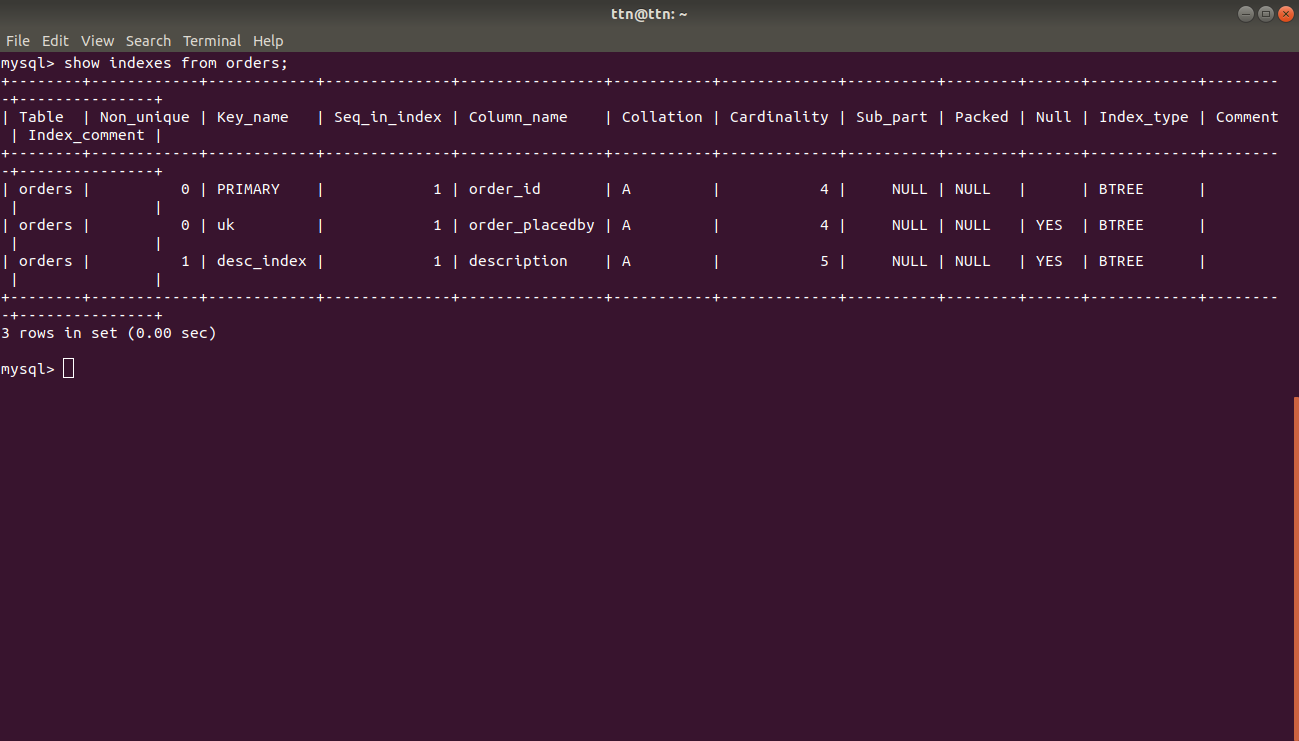 ttn@ttn: ~
File Edit View Search Terminal Help
mysql> show indexes from orders;
+--------+------------+------------+--------------+----------------+-----------+-------------+----------+--------+------+------------+--------
-+---------------+
| Table  | Non_unique | Key_name   | Seq_in_index | Column_name    | Collation | Cardinality | Sub_part | Packed | Null | Index_type | Comment
 | Index_comment |
+--------+------------+------------+--------------+----------------+-----------+-------------+----------+--------+------+------------+--------
-+---------------+
| orders |          0 | PRIMARY    |            1 | order_id       | A         |           4 |     NULL | NULL   |      | BTREE      |
 |               |
| orders |          0 | uk         |            1 | order_placedby | A         |           4 |     NULL | NULL   | YES  | BTREE      |
 |               |
| orders |          1 | desc_index |            1 | description    | A         |           5 |     NULL | NULL   | YES  | BTREE      |
 |               |
+--------+------------+------------+--------------+----------------+-----------+-------------+----------+--------+------+------------+--------
-+---------------+
3 rows in set (0.00 sec)
mysql>